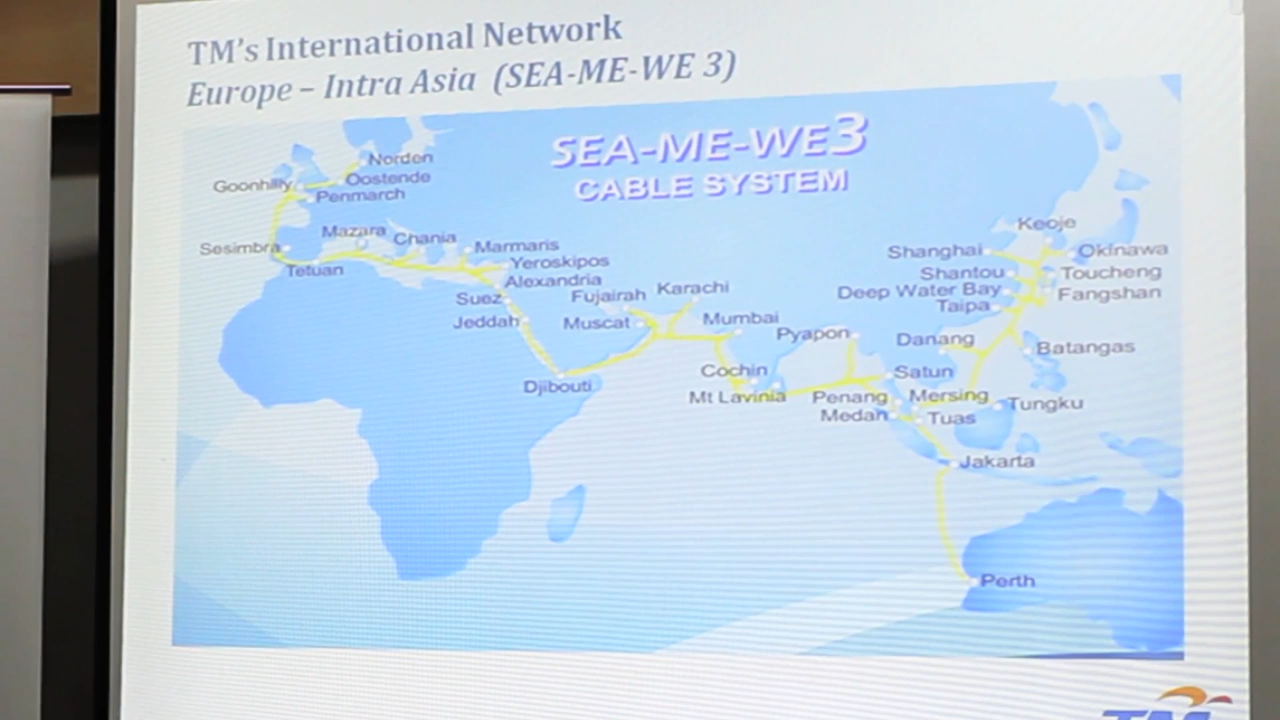 TM's International Network
Europe – Intra Asia (SEA-ME-WE 3)
SEA-ME-WE3
CABLE SYSTEM
Norden
Goonhilly
Oostende
Penmarch
Sesimbra
Mazara
Chania
Marmaris
Tetuan
Yeroskipos
Alexandria
Suez
Fujairah
Karachi
Jeddah
Muscat
Mumbai
Pyapon
Djibouti
Cochin
Mt Lavinia
Keoje
Shanghai
Okinawa
Shantou
Toucheng
Deep Water Bay
Fangshan
Taipa
Danang
Batangas
Satun
Penang
Mersing
Tungku
Medan
Tuas
Jakarta
Perth
TM